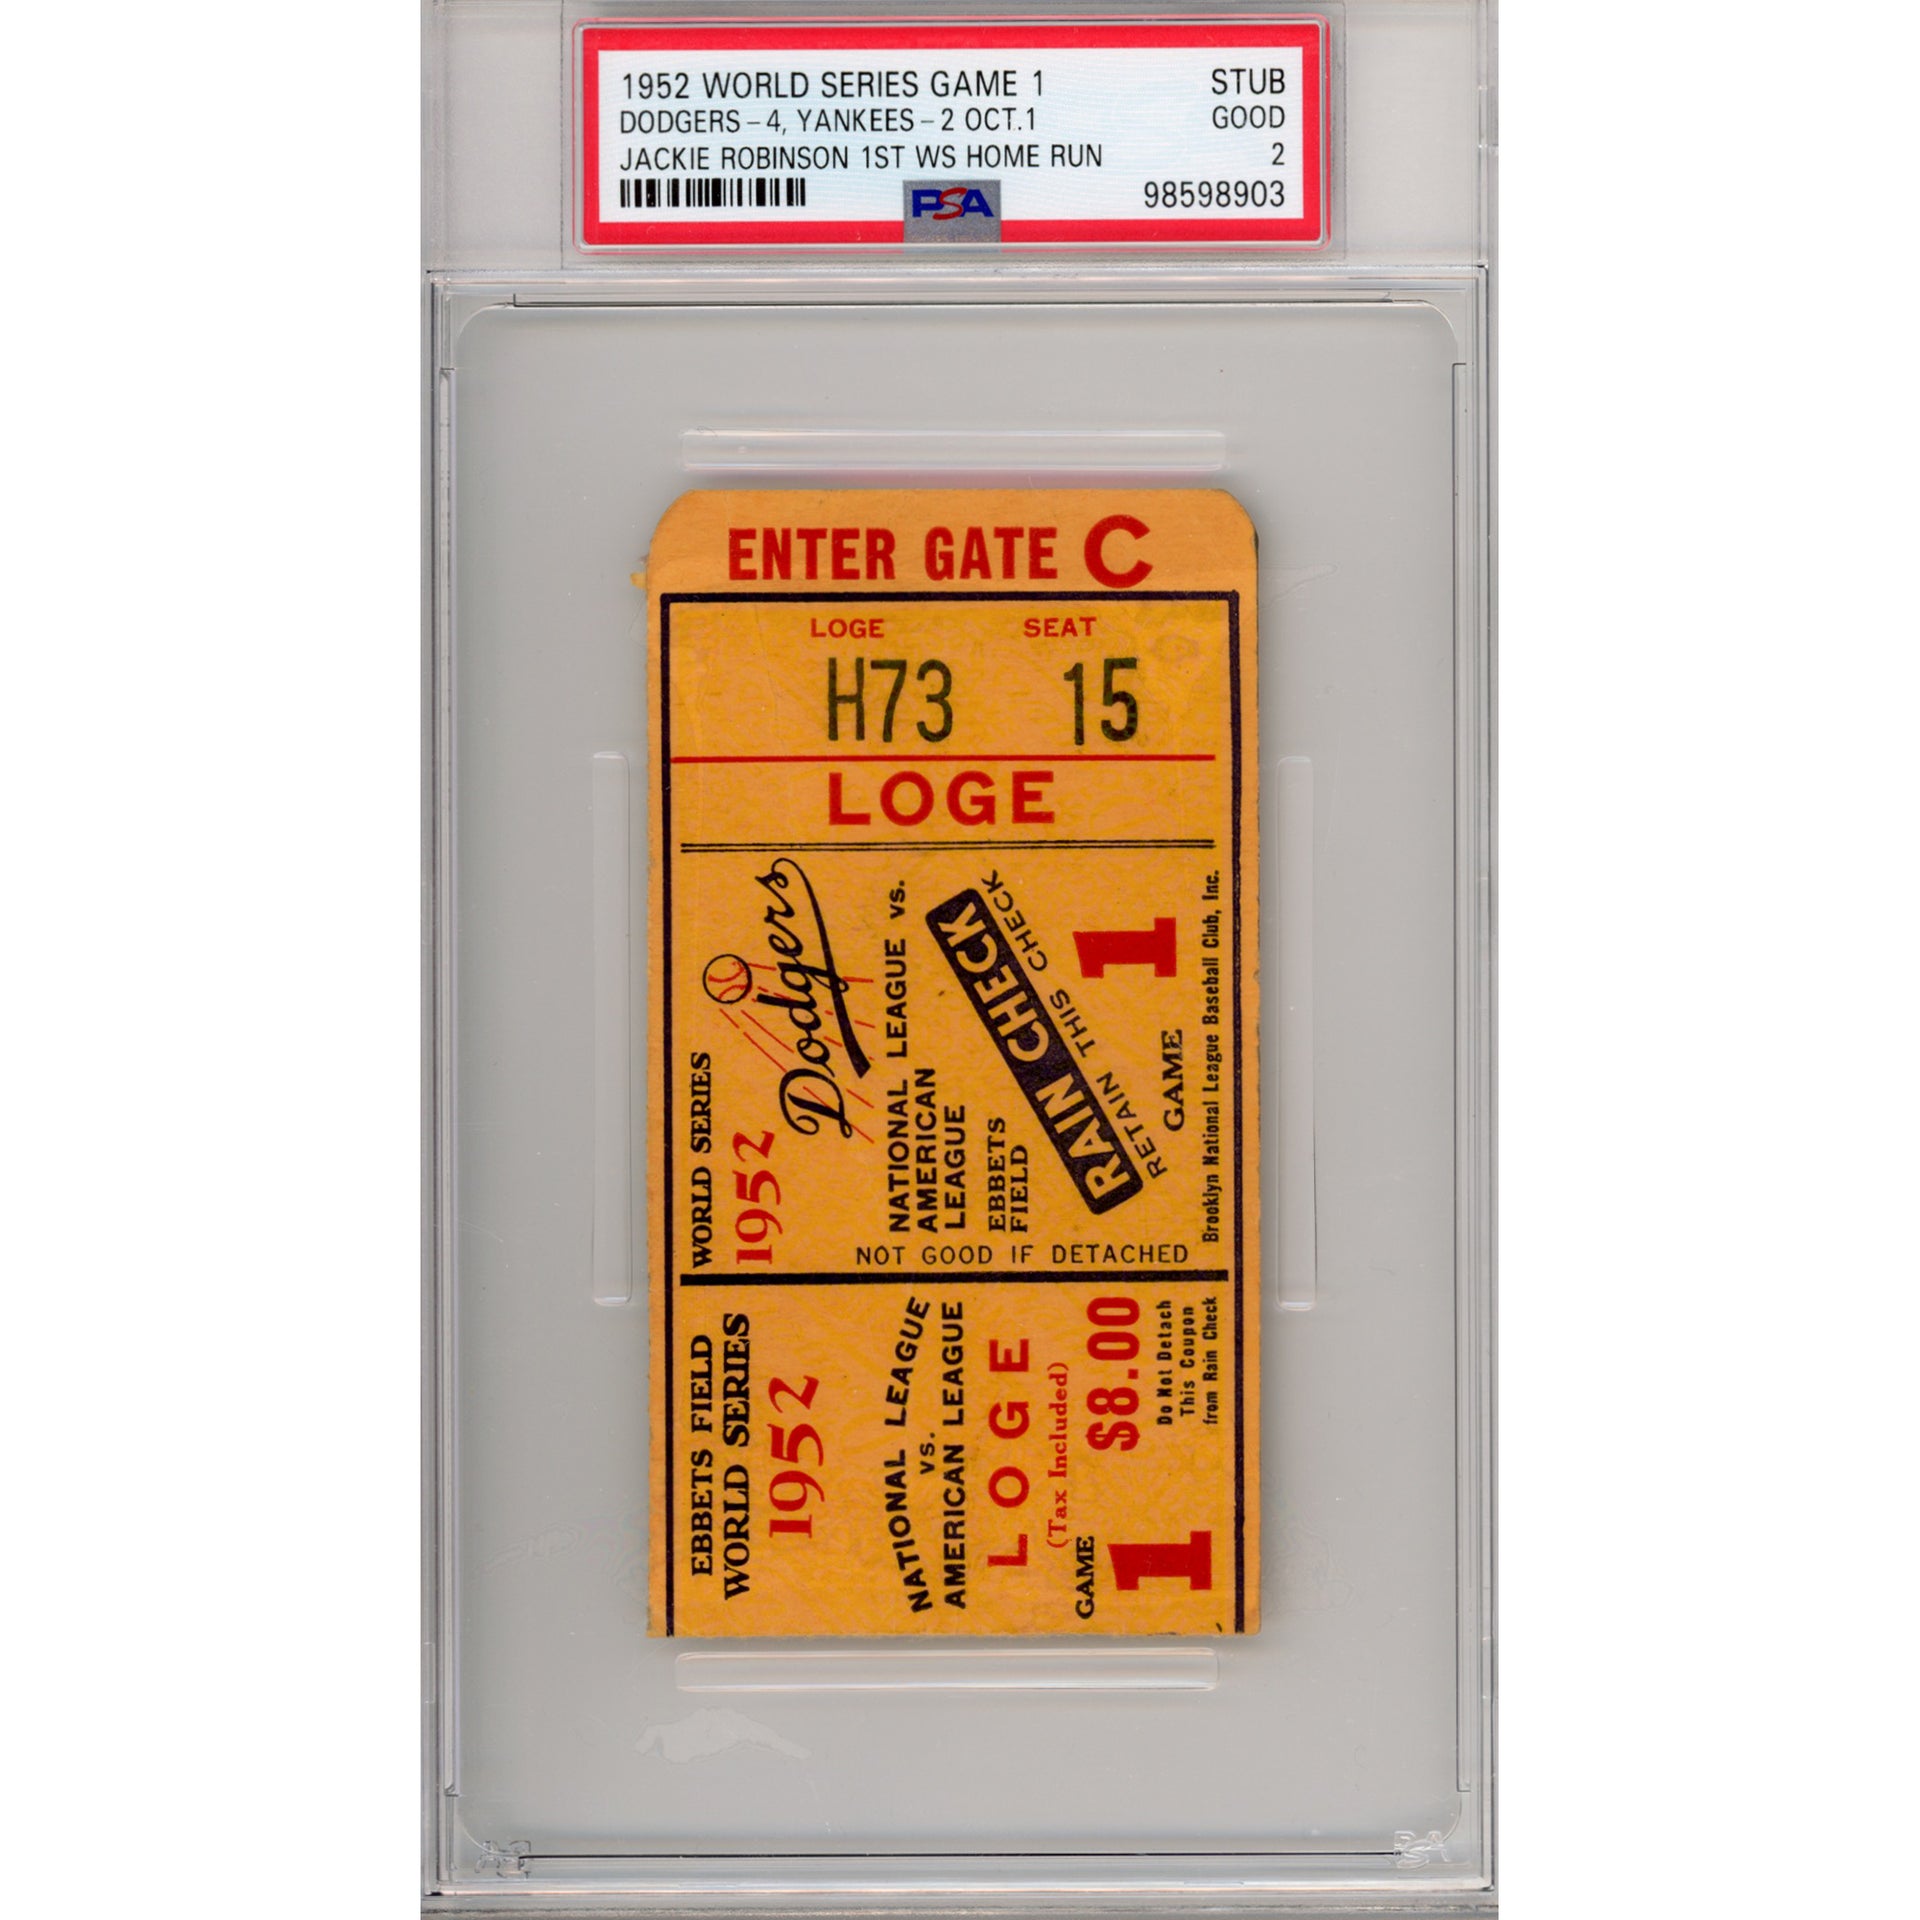 1952 WORLD SERIES GAME 1
STUB
DODGERS-4, YANKEES-2 OCT.1
GOOD
JACKIE ROBINSON 1ST WS HOME RUN
2
PSA
98598903
ENTER GATE C
LOGE
SEAT
H73
15
LOGE
WORLD SERIES
1952
Dodgers
NATIONAL LEAGUE vs.
AMERICAN
LEAGUE
EBBETS
FIELD
RAIN CHECK
RETAIN THIS CHECK
GAME 1
Brooklyn National League Baseball Club, Inc.
NOT GOOD IF DETACHED
EBBETS FIELD
WORLD SERIES
1952
NATIONAL LEAGUE
vs.
AMERICAN LEAGUE
LOGE
(Tax Included)
$8.00
GAME
1
Do Not Detach
This Coupon
from Rain Check
PSA